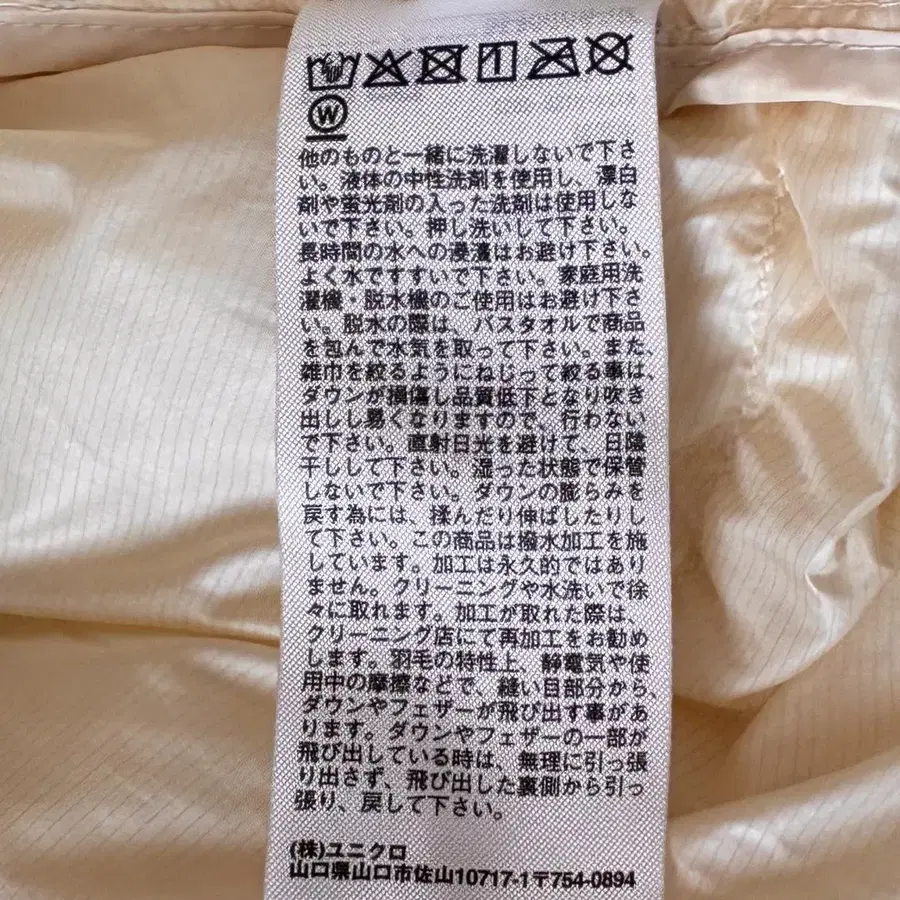 W
他のものと一緒に洗濯しないで下さ
い。液体の中性洗剤を使用し、漂白
剤や蛍光剤の入った洗剤は使用しな
いで下さい。押し洗いして下さい。
長時間の水への浸漬はお避け下さい。
よく水ですすいで下さい。家庭用洗
濯機・脱水機のご使用はお避け下さ
い。脱水の際は、バスタオルで商品
を包んで水気を取って下さい。また、
雑巾を絞るようにねじって絞る事は、
ダウンが損傷し品質低下となり吹き
出しし易くなりますので、行わない
で下さい。直射日光を避けて、日陰
干しして下さい。湿った状態で保管
しないで下さい。ダウンの膨らみを
戻す為には、揉んだり伸ばしたりし
て下さい。この商品は撥水加工を施
しています。加工は永久的ではあり
ません。クリーニングや水洗いで徐
々に取れます。加工が取れた際は、
クリーニング店にて再加工をお勧め
します。羽毛の特性上、静電気や使
用中の摩擦などで、縫い目部分から、
ダウンやフェザーが飛び出す事があ
ります。ダウンやフェザーの一部が
飛び出している時は、無理に引っ張
り出さず、飛び出した裏側から引っ
張り、戻して下さい。
(株)ユニクロ
山口県山口市佐山10717-1〒754-0894